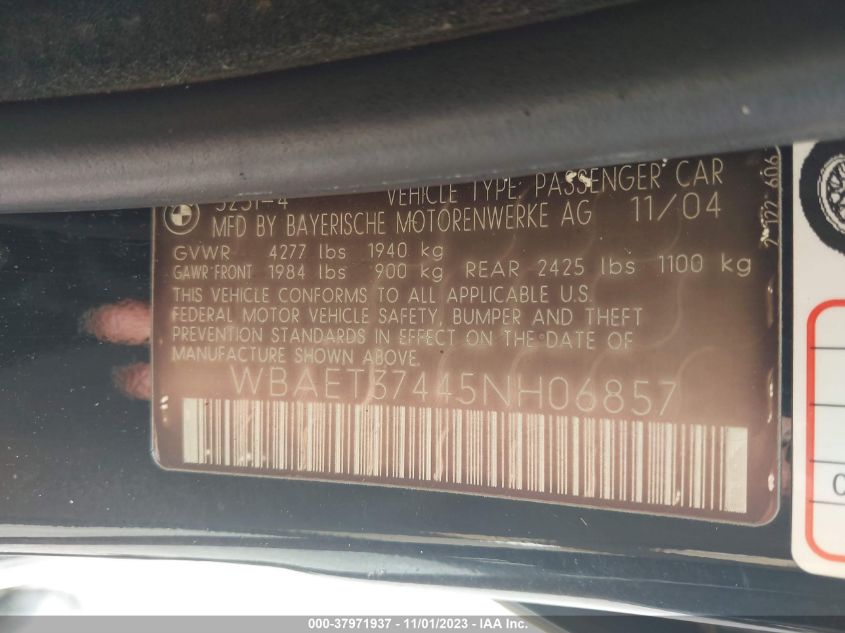 325i-4 VEHICLE TYPE: PASSENGER CAR
MFD BY BAYERISCHE MOTORENWERKE AG 11/04
GVWR 4277 lbs 1940 kg
GAWR FRONT 1984 lbs 900 kg REAR 2425 lbs 1100 kg
THIS VEHICLE CONFORMS TO ALL APPLICABLE U.S.
FEDERAL MOTOR VEHICLE SAFETY, BUMPER AND THEFT
PREVENTION STANDARDS IN EFFECT ON THE DATE OF
MANUFACTURE SHOWN ABOVE.
WBAET37445NH06857
000-37971937 - 11/01/2023 - IAA Inc.